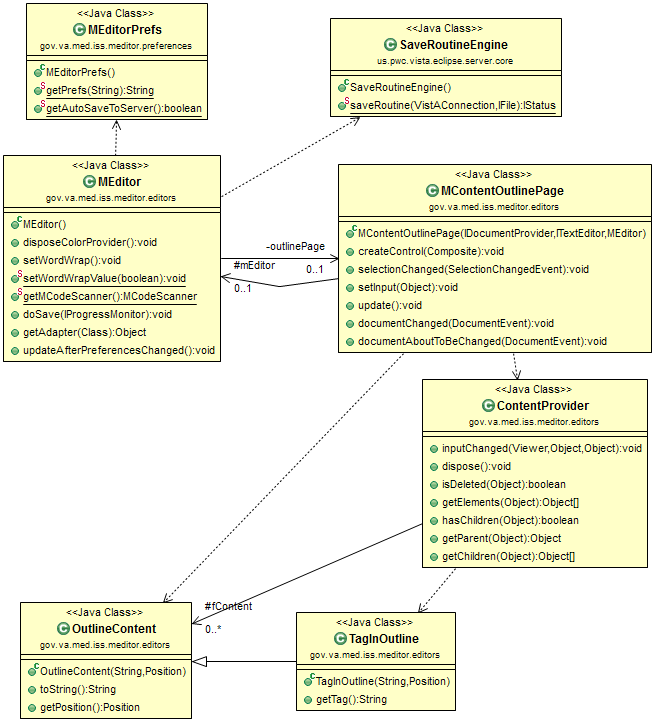 <<Java Class>>
MEditorPrefs
gov.va.med.iss.meditor.preferences
MEditorPrefs()
getPrefs(String):String
getAutoSaveToServer():boolean
<<Java Class>>
SaveRoutineEngine
us.pwc.vista.eclipse.server.core
SaveRoutineEngine()
saveRoutine(VistAConnection,IFile):IStatus
<<Java Class>>
MEditor
gov.va.med.iss.meditor.editors
MEditor()
disposeColorProvider():void
setWordWrap():void
setWordWrapValue(boolean):void
getMCodeScanner():MCodeScanner
doSave(IProgressMonitor):void
getAdapter(Class):Object
updateAfterPreferencesChanged():void
-outlinePage
0..1
#mEditor
0..1
<<Java Class>>
MContentOutlinePage
gov.va.med.iss.meditor.editors
MContentOutlinePage(IDocumentProvider,ITextEditor,MEditor)
createControl(Composite):void
selectionChanged(SelectionChangedEvent):void
setInput(Object):void
update():void
documentChanged(DocumentEvent):void
documentAboutToBeChanged(DocumentEvent):void
<<Java Class>>
ContentProvider
gov.va.med.iss.meditor.editors
inputChanged(Viewer,Object,Object):void
dispose():void
isDeleted(Object):boolean
getElements(Object):Object[]
hasChildren(Object):boolean
getParent(Object):Object
getChildren(Object):Object[]
#fContent
0..*
<<Java Class>>
OutlineContent
gov.va.med.iss.meditor.editors
OutlineContent(String,Position)
toString():String
getPosition():Position
<<Java Class>>
TagInOutline
gov.va.med.iss.meditor.editors
TagInOutline(String,Position)
getTag():String